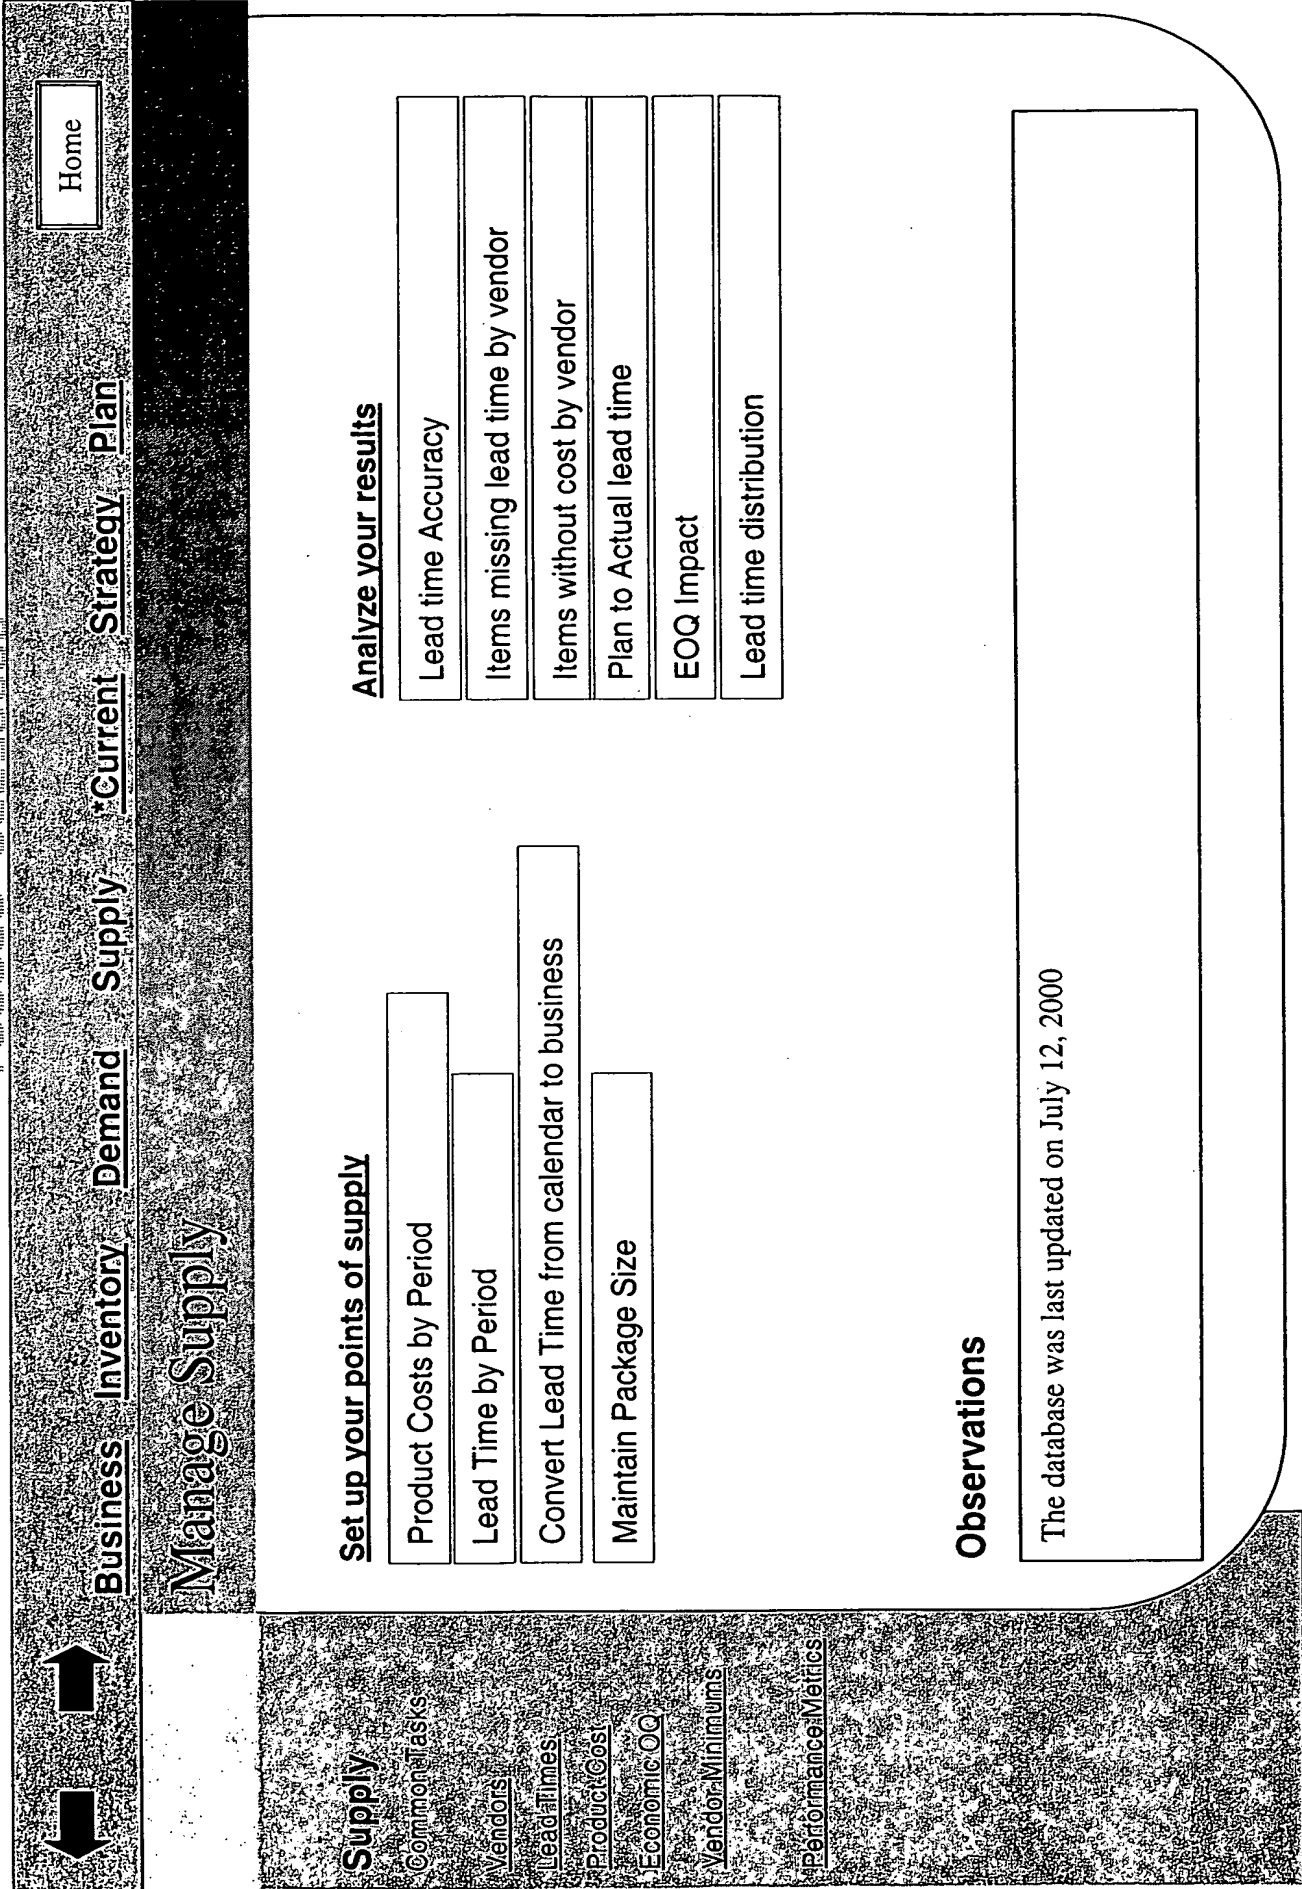 Home
Business Inventory Demand Supply *Current Strategy Plan
Manage Supply
Supply
Common Tasks
Vendors
Lead Times
Product Cost
Economic OQ
Vendor Minimums
Performance Metrics
Set up your points of supply
Product Costs by Period
Lead Time by Period
Convert Lead Time from calendar to business
Maintain Package Size
Analyze your results
Lead time Accuracy
Items missing lead time by vendor
Items without cost by vendor
Plan to Actual lead time
EOQ Impact
Lead time distribution
Observations
The database was last updated on July 12, 2000